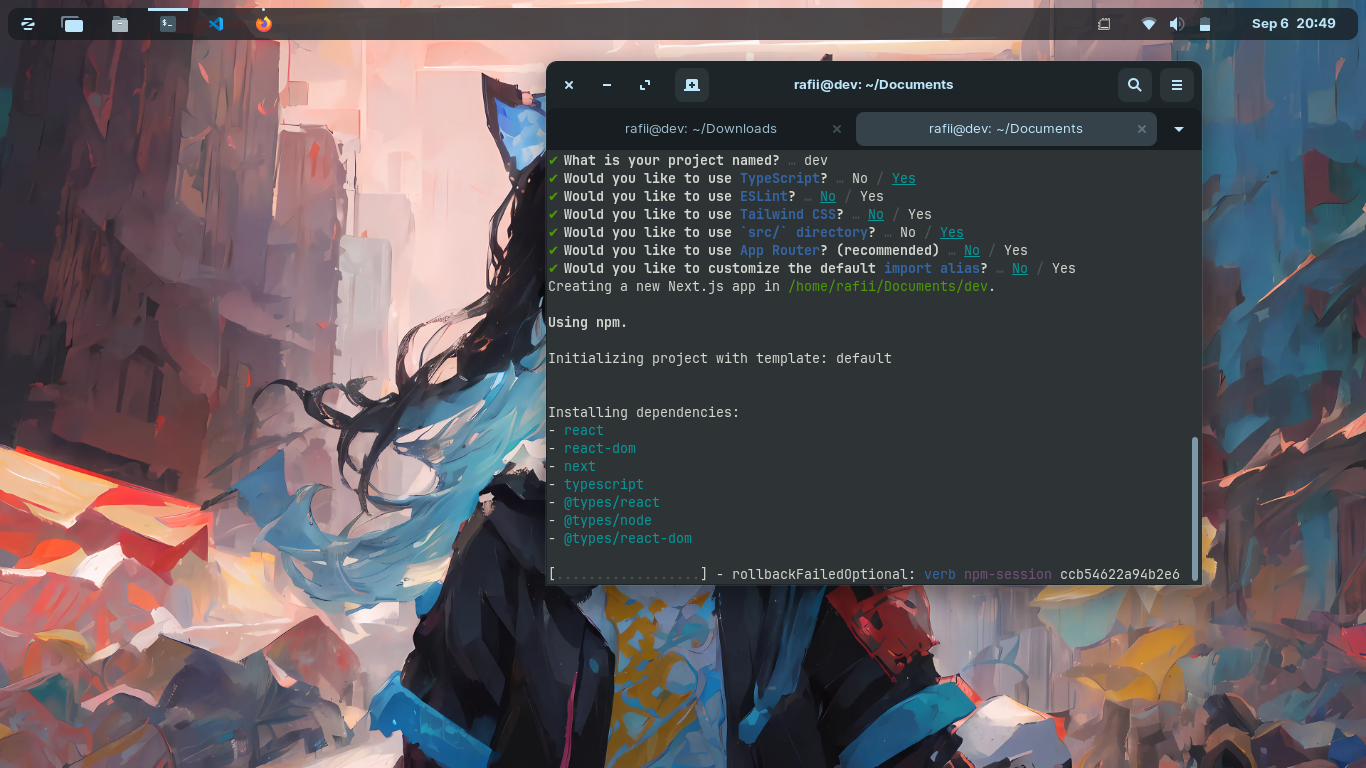 Sep 6 20:49
rafii@dev: ~/Documents
rafii@dev: ~/Downloads
rafii@dev: ~/Documents
✔ What is your project named? … dev
✔ Would you like to use TypeScript? … No / Yes
✔ Would you like to use ESLint? … No / Yes
✔ Would you like to use Tailwind CSS? … No / Yes
✔ Would you like to use `src/` directory? … No / Yes
✔ Would you like to use App Router? (recommended) … No / Yes
✔ Would you like to customize the default import alias? … No / Yes
Creating a new Next.js app in /home/rafii/Documents/dev.
Using npm.
Initializing project with template: default
Installing dependencies:
- react
- react-dom
- next
- typescript
- @types/react
- @types/node
- @types/react-dom
[..................] - rollbackFailedOptional: verb npm-session ccb54622a94b2e6